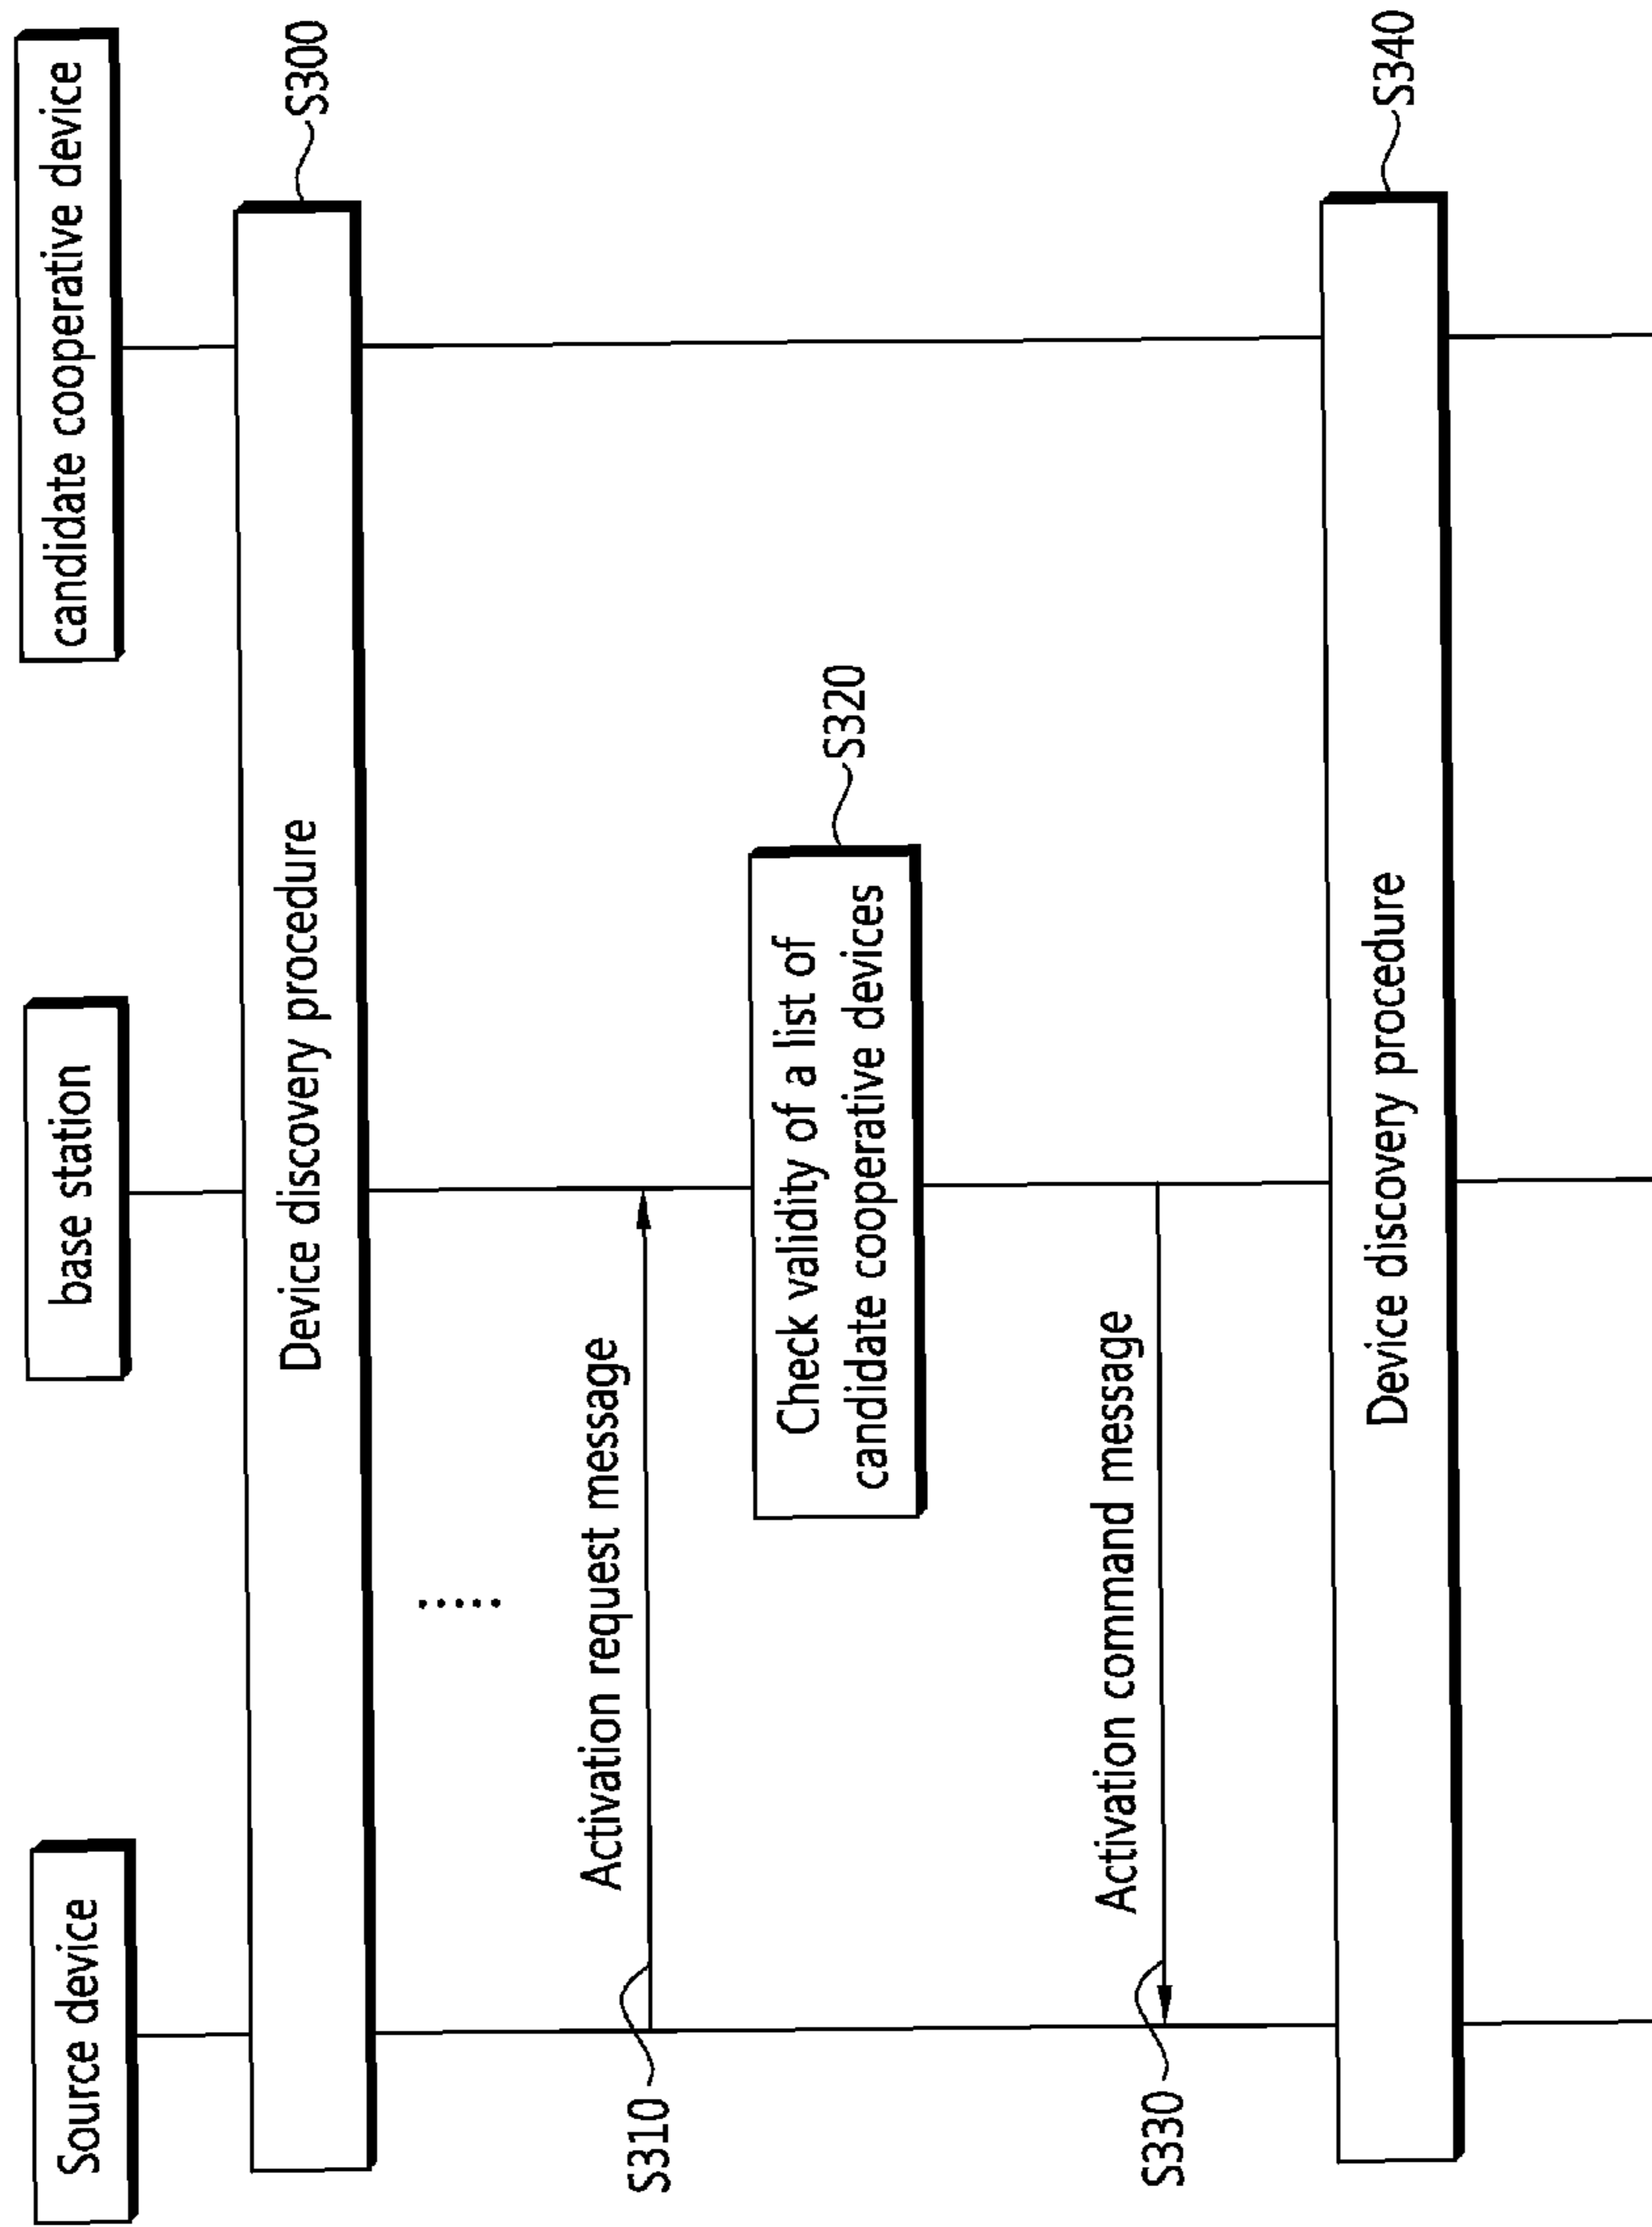 Source device
base station
candidate cooperative device
Device discovery procedure
S300
.....
Activation request message
S310
Check validity of a list of
candidate cooperative devices
S320
Activation command message
S330
Device discovery procedure
S340